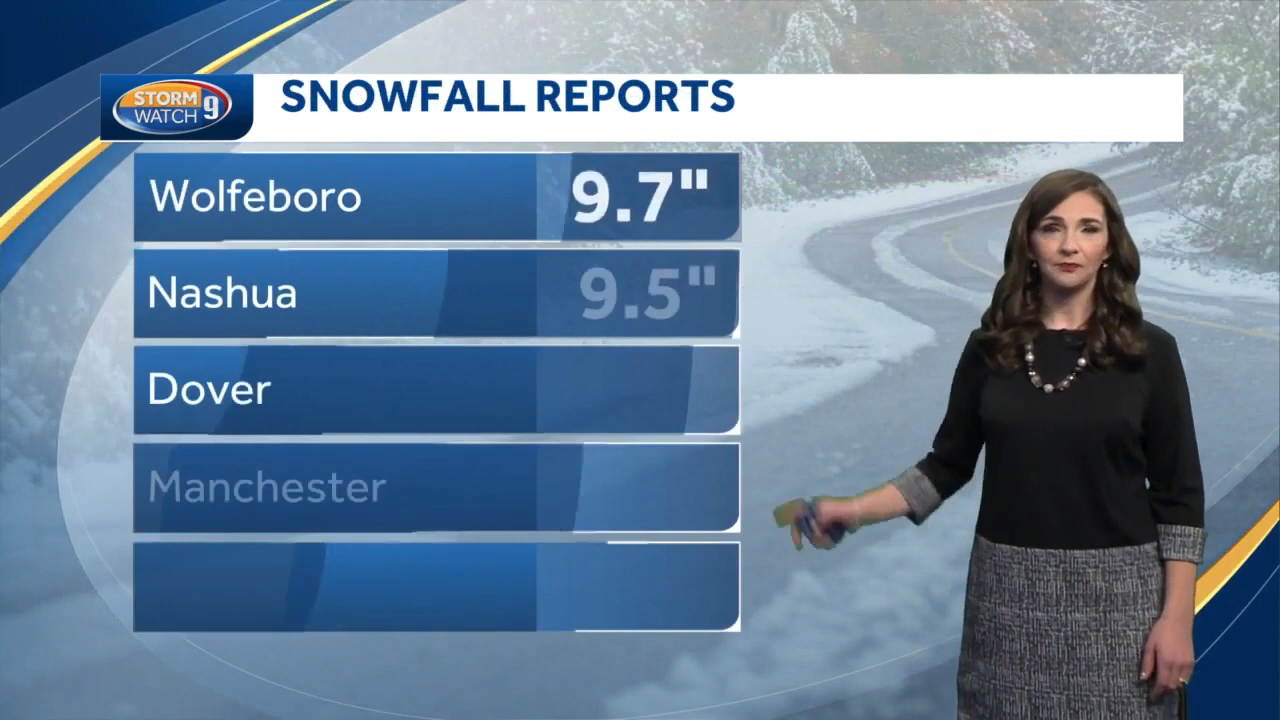 STORM
WATCH 9
SNOWFALL REPORTS
Wolfeboro 9.7"
Nashua 9.5"
Dover
Manchester